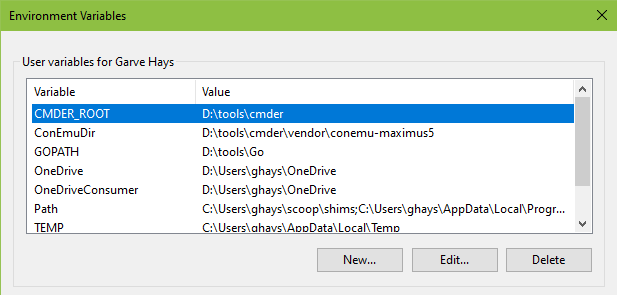 Environment Variables
User variables for Garve Hays
Variable Value
CMDER_ROOT D:\tools\cmder
ConEmuDir D:\tools\cmder\vendor\conemu-maximus5
GOPATH D:\tools\Go
OneDrive D:\Users\ghays\OneDrive
OneDriveConsumer D:\Users\ghays\OneDrive
Path C:\Users\ghays\scoop\shims;C:\Users\ghays\AppData\Local\Progr...
TEMP C:\Users\ghays\AppData\Local\Temp
New... Edit... Delete